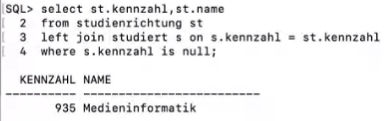 SQL> select st.kennzahl,st.name
2 from studienrichtung st
3 left join studiert s on s.kennzahl = st.kennzahl
4 where s.kennzahl is null;
KENNZAHL NAME
---------- --------------------------
935 Medieninformatik